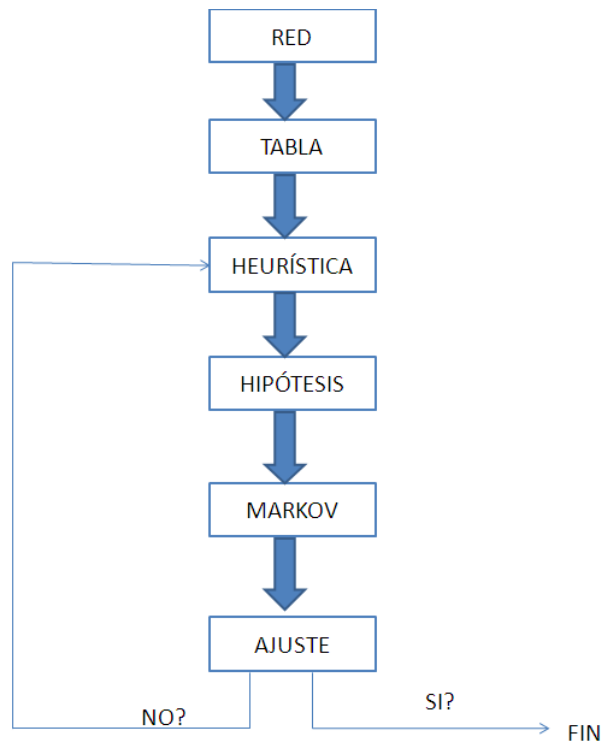 RED
TABLA
HEURÍSTICA
HIPÓTESIS
MARKOV
AJUSTE
NO?
SI?
FIN